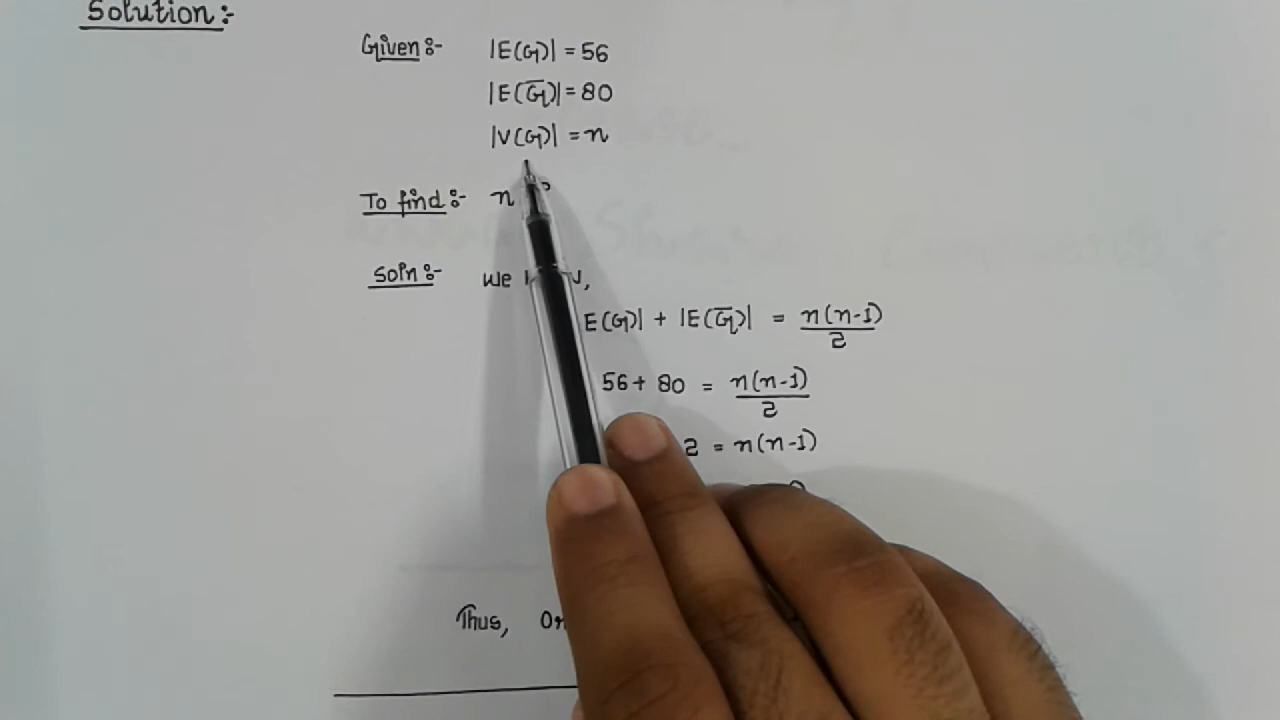 Solution:-
Given:- |E(G)| = 56
|E(G̅)| = 80
|V(G)| = n
To find:- n
Soln:- We
E(G)| + |E(G̅)| = n(n-1)/2
56 + 80 = n(n-1)/2
2 = n(n-1)
Thus,